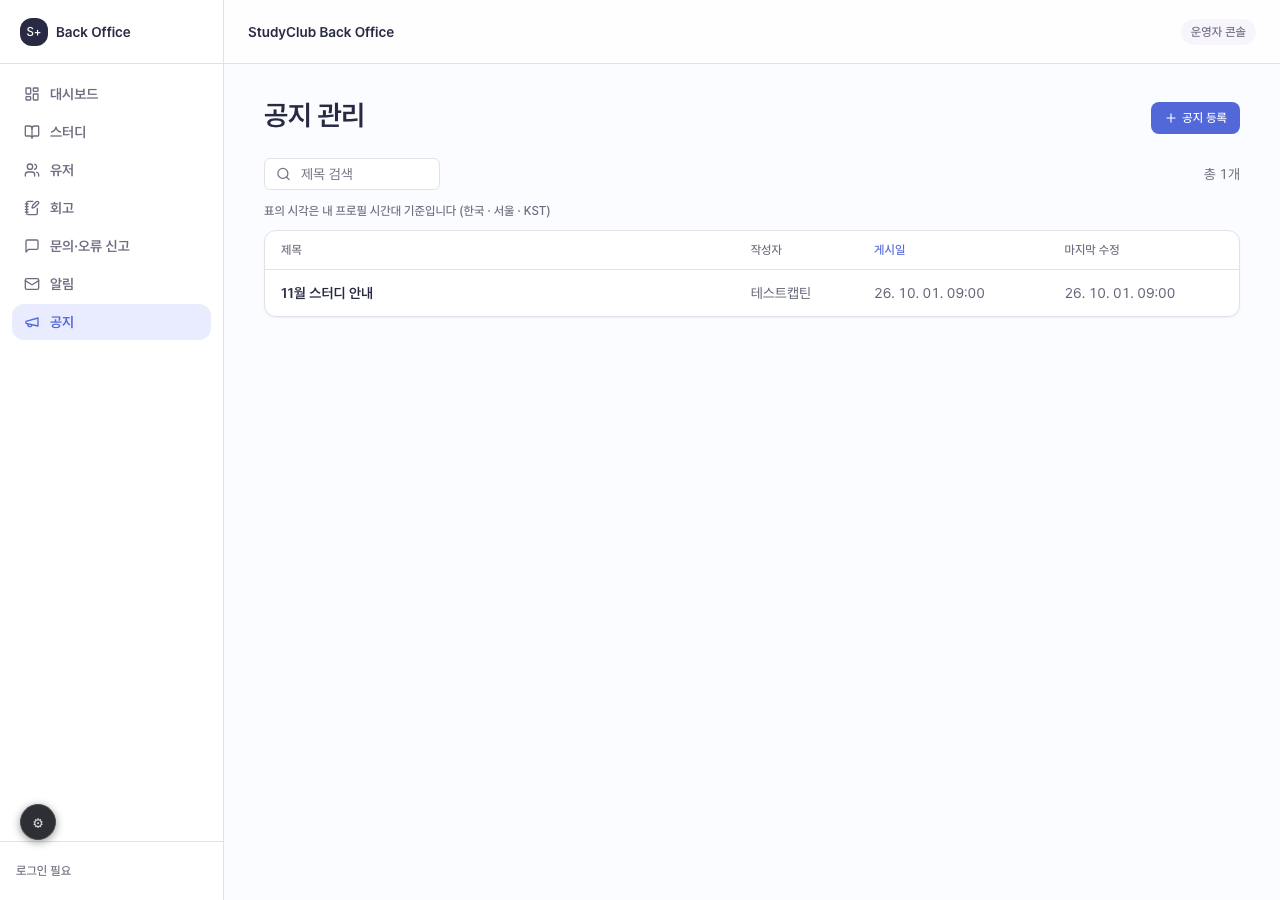 S+ Back Office
StudyClub Back Office
운영자 콘솔
대시보드
스터디
유저
회고
문의·오류 신고
알림
공지
로그인 필요
공지 관리
+ 공지 등록
제목 검색
총 1개
표의 시각은 내 프로필 시간대 기준입니다 (한국 · 서울 · KST)
제목 작성자 게시일 마지막 수정
11월 스터디 안내 테스트캡틴 26. 10. 01. 09:00 26. 10. 01. 09:00